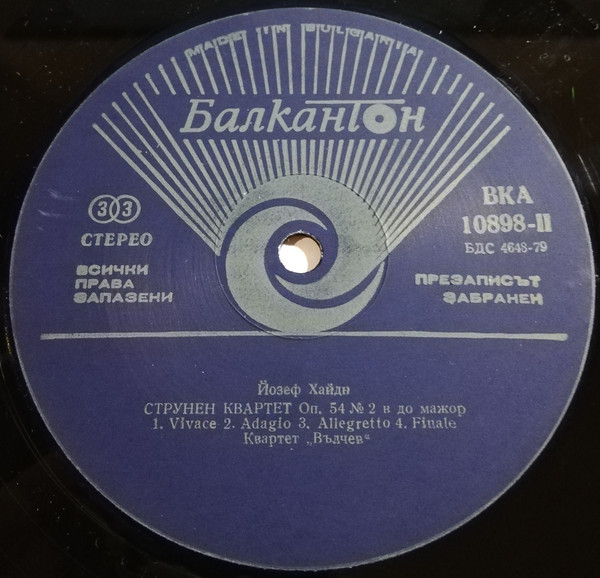 MADE IN BULGARIA
Балкантон
33
СТЕРЕО
ВСИЧКИ
ПРАВА
ЗАПАЗЕНИ
ВКА
10898-II
БДС 4648-79
ПРЕЗАПИСЪТ
ЗАБРАНЕН
Йозеф Хайдн
СТРУНЕН КВАРТЕТ Оп. 54 № 2 в до мажор
1. Vivace 2. Adagio 3. Allegretto 4. Finale
Квартет „Вълчев“